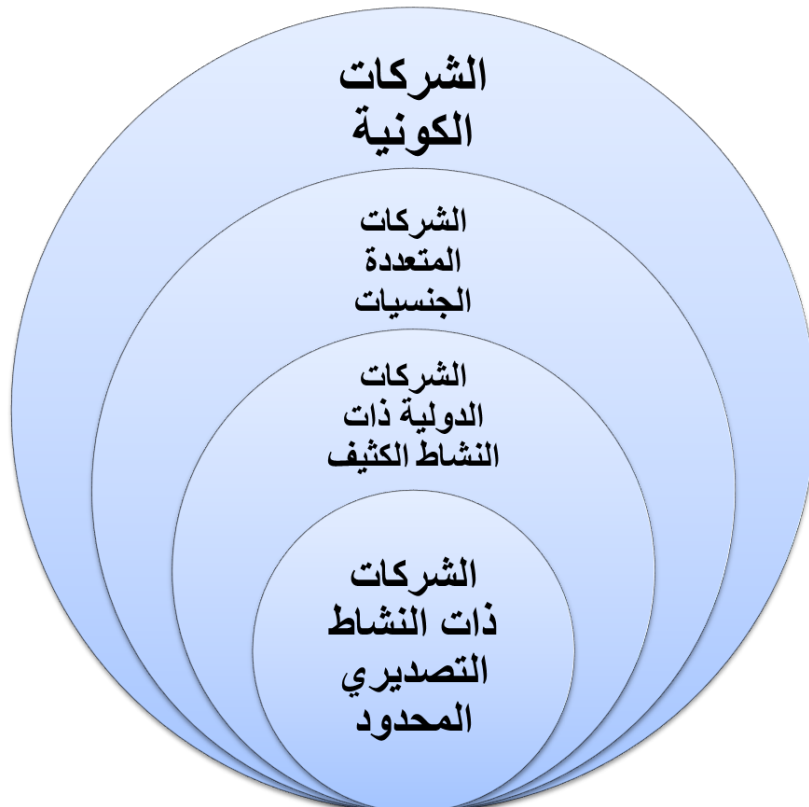 الشركات
الكونية
الشركات
المتعددة
الجنسيات
الشركات
الدولية ذات
النشاط الكثيف
الشركات
ذات النشاط
التصديري
المحدود